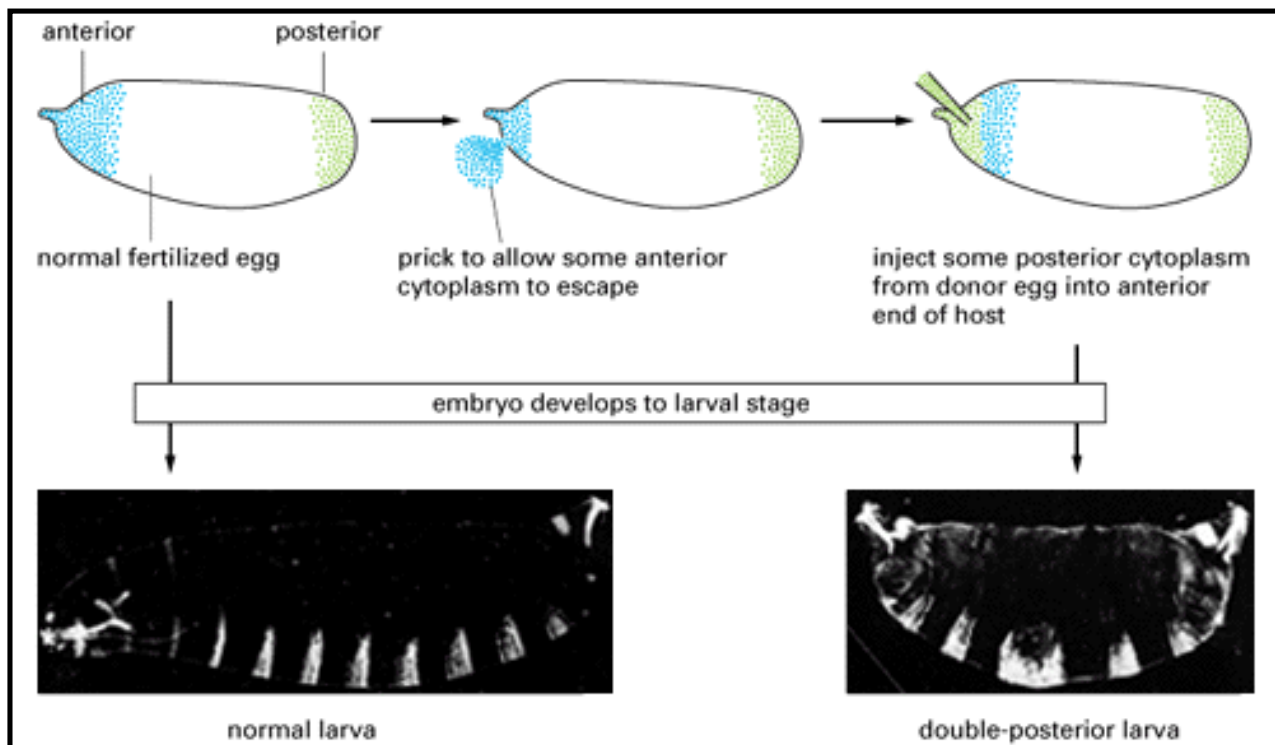 anterior
posterior
normal fertilized egg
prick to allow some anterior
cytoplasm to escape
inject some posterior cytoplasm
from donor egg into anterior
end of host
embryo develops to larval stage
normal larva
double-posterior larva